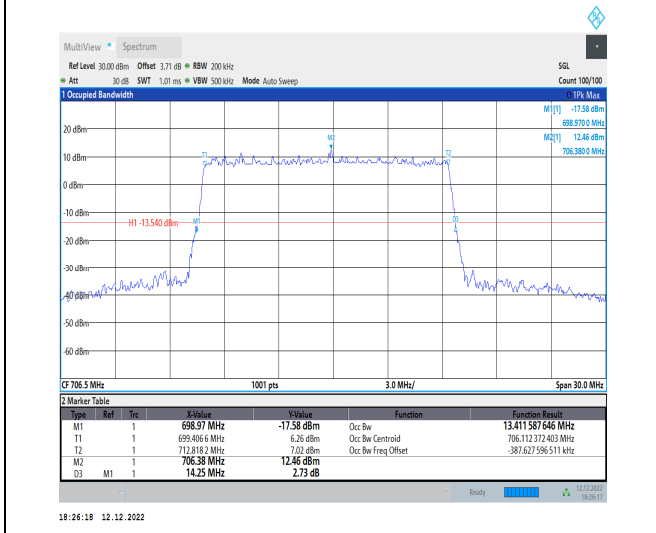 R&S
MultiView Spectrum
Ref Level 30.00 dBm Offset 3.71 dB RBW 200 kHz SGL
Att 30 dB SWT 1.01 ms VBW 500 kHz Mode Auto Sweep Count 100/100
1 Occupied Bandwidth 1Pk Max
M1[1] -17.58 dBm
698.970 0 MHz
M2[1] 12.46 dBm
706.380 0 MHz
20 dBm
M2
T1 T2
10 dBm
0 dBm
-10 dBm
H1 -13.540 dBm M1 D3
-20 dBm
-30 dBm
-40 dBm
-50 dBm
-60 dBm
CF 706.5 MHz 1001 pts 3.0 MHz/ Span 30.0 MHz
2 Marker Table
Type Ref Trc X-Value Y-Value Function Function Result
M1 1 698.97 MHz -17.58 dBm Occ Bw 13.411 587 646 MHz
T1 1 699.406 6 MHz 6.26 dBm Occ Bw Centroid 706.112 372 403 MHz
T2 1 712.818 2 MHz 7.02 dBm Occ Bw Freq Offset -387.627 596 511 kHz
M2 1 706.38 MHz 12.46 dBm
D3 M1 1 14.25 MHz 2.73 dB
Ready 12.12.2022
18:26:17
18:26:18 12.12.2022